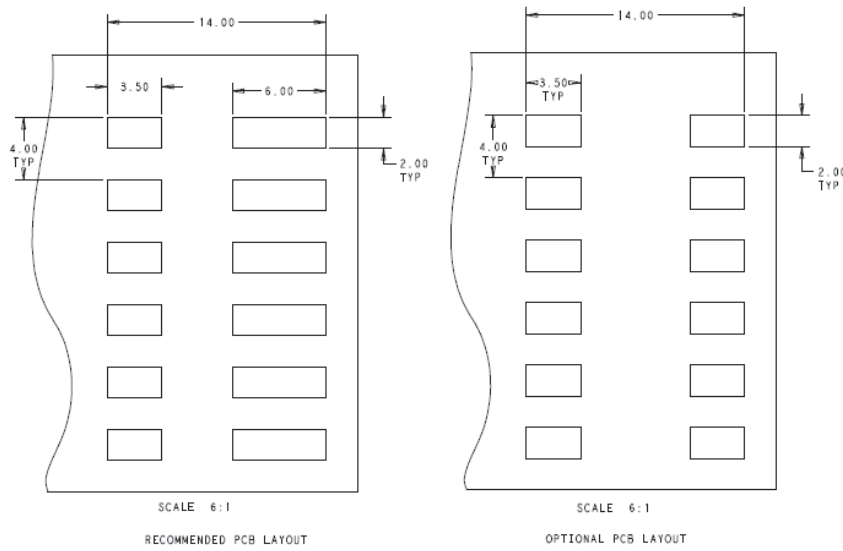 14.00
3.50
6.00
4.00
TYP
2.00
TYP
SCALE 6:1
RECOMMENDED PCB LAYOUT
14.00
3.50
TYP
4.00
TYP
2.00
TYP
SCALE 6:1
OPTIONAL PCB LAYOUT